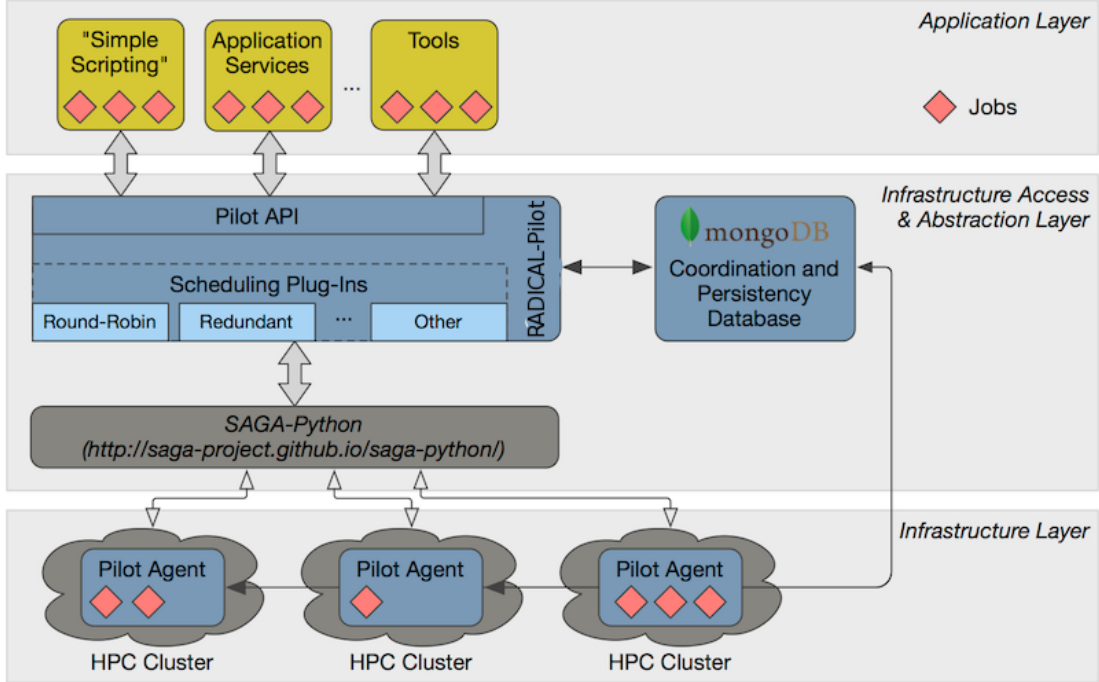 "Simple
Scripting"
Application
Services
...
Tools
Application Layer
Jobs
Infrastructure Access
& Abstraction Layer
Pilot API
RADICAL-Pilot
mongoDB
Coordination and
Persistency
Database
Scheduling Plug-Ins
Round-Robin
Redundant
...
Other
SAGA-Python
(http://saga-project.github.io/saga-python/)
Infrastructure Layer
Pilot Agent
Pilot Agent
Pilot Agent
HPC Cluster
HPC Cluster
HPC Cluster